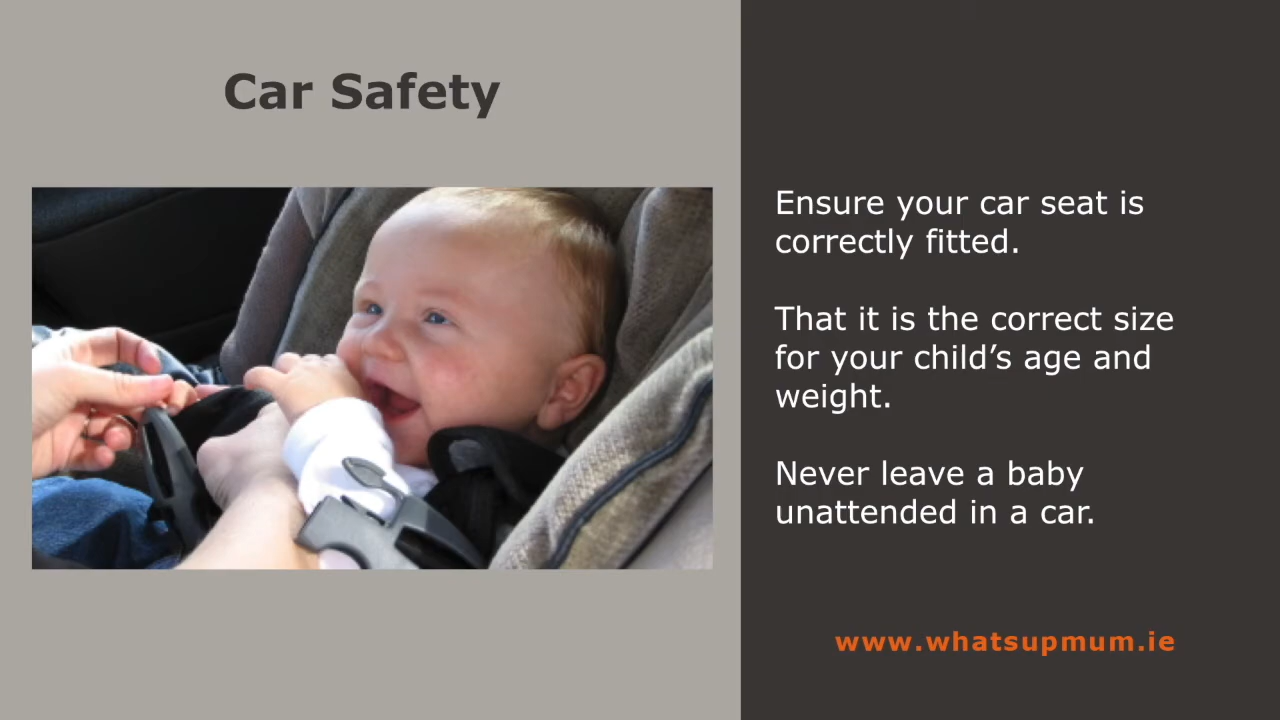 Car Safety
Ensure your car seat is
correctly fitted.
That it is the correct size
for your child’s age and
weight.
Never leave a baby
unattended in a car.
www.whatsupmum.ie